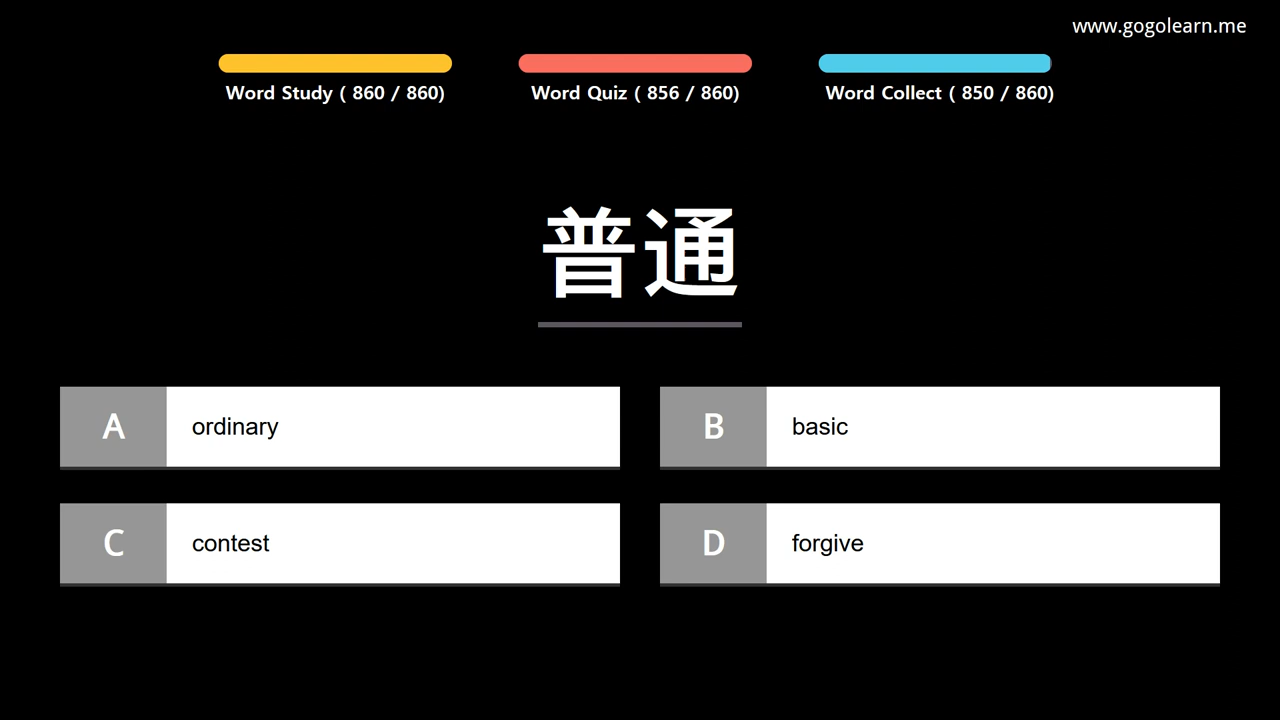 www.gogolearn.me
Word Study ( 860 / 860)
Word Quiz ( 856 / 860)
Word Collect ( 850 / 860)
普通
A ordinary
B basic
C contest
D forgive